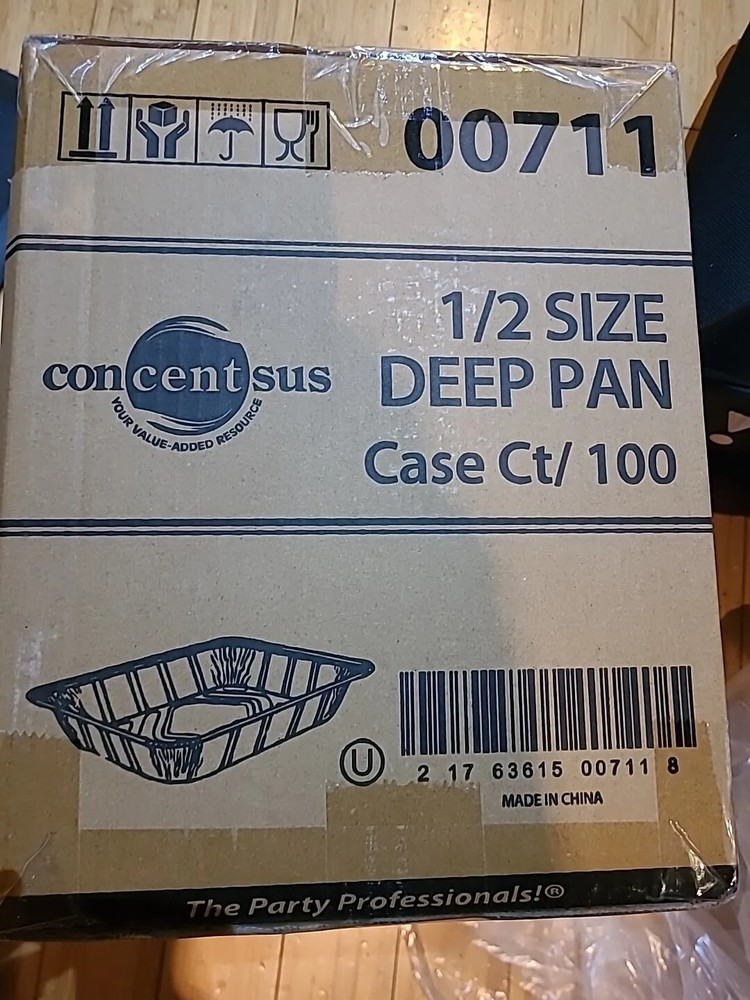 00711
1/2 SIZE
DEEP PAN
Case Ct/ 100
concentsus
YOUR VALUE-ADDED RESOURCE
U
2 17 63615 00711 8
MADE IN CHINA
The Party Professionals!®